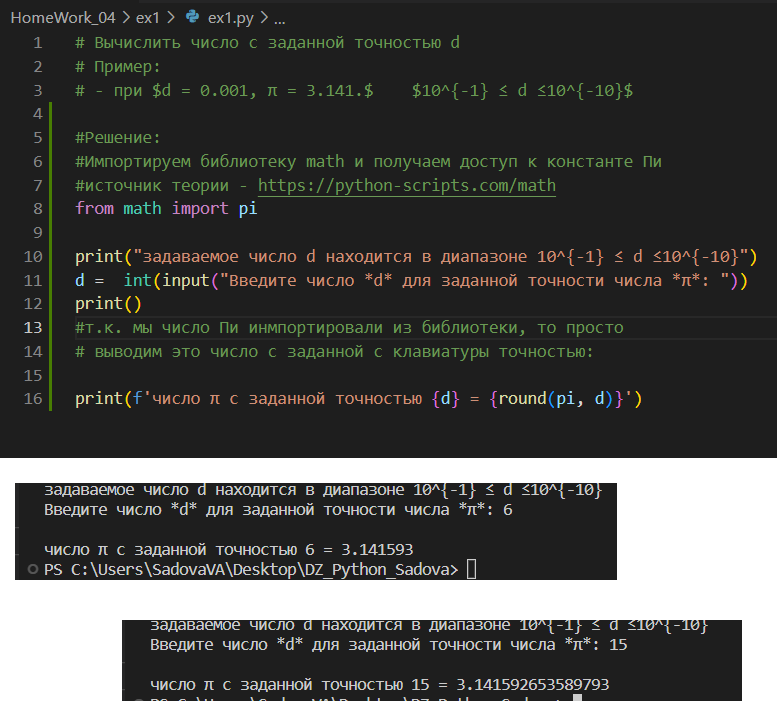 HomeWork_04 > ex1 > ex1.py > ...
1 # Вычислить число с заданной точностью d
2 # Пример:
3 # - при $d = 0.001, π = 3.141.$    $10^{-1} ≤ d ≤10^{-10}$
4
5 #Решение:
6 #Импортируем библиотеку math и получаем доступ к константе Пи
7 #источник теории - https://python-scripts.com/math
8 from math import pi
9
10 print("задаваемое число d находится в диапазоне 10^{-1} ≤ d ≤10^{-10}")
11 d =  int(input("Введите число *d* для заданной точности числа *π*: "))
12 print()
13 #т.к. мы число Пи инмпортировали из библиотеки, то просто
14 # выводим это число с заданной с клавиатуры точностью:
15
16 print(f'число π с заданной точностью {d} = {round(pi, d)}')
задаваемое число d находится в диапазоне 10^{-1} ≤ d ≤10^{-10}
Введите число *d* для заданной точности числа *π*: 6
число π с заданной точностью 6 = 3.141593
PS C:\Users\SadovaVA\Desktop\DZ_Python_Sadova>
задаваемое число d находится в диапазоне 10^{-1} ≤ d ≤10^{-10}
Введите число *d* для заданной точности числа *π*: 15
число π с заданной точностью 15 = 3.141592653589793